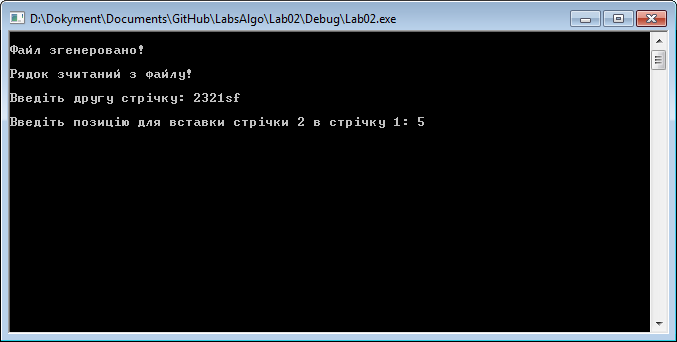 D:\Dokyment\Documents\GitHub\LabsAlgo\Lab02\Debug\Lab02.exe
Файл згенеровано!
Рядок зчитаний з файлу!
Введіть другу стрічку: 2321sf
Введіть позицію для вставки стрічки 2 в стрічку 1: 5